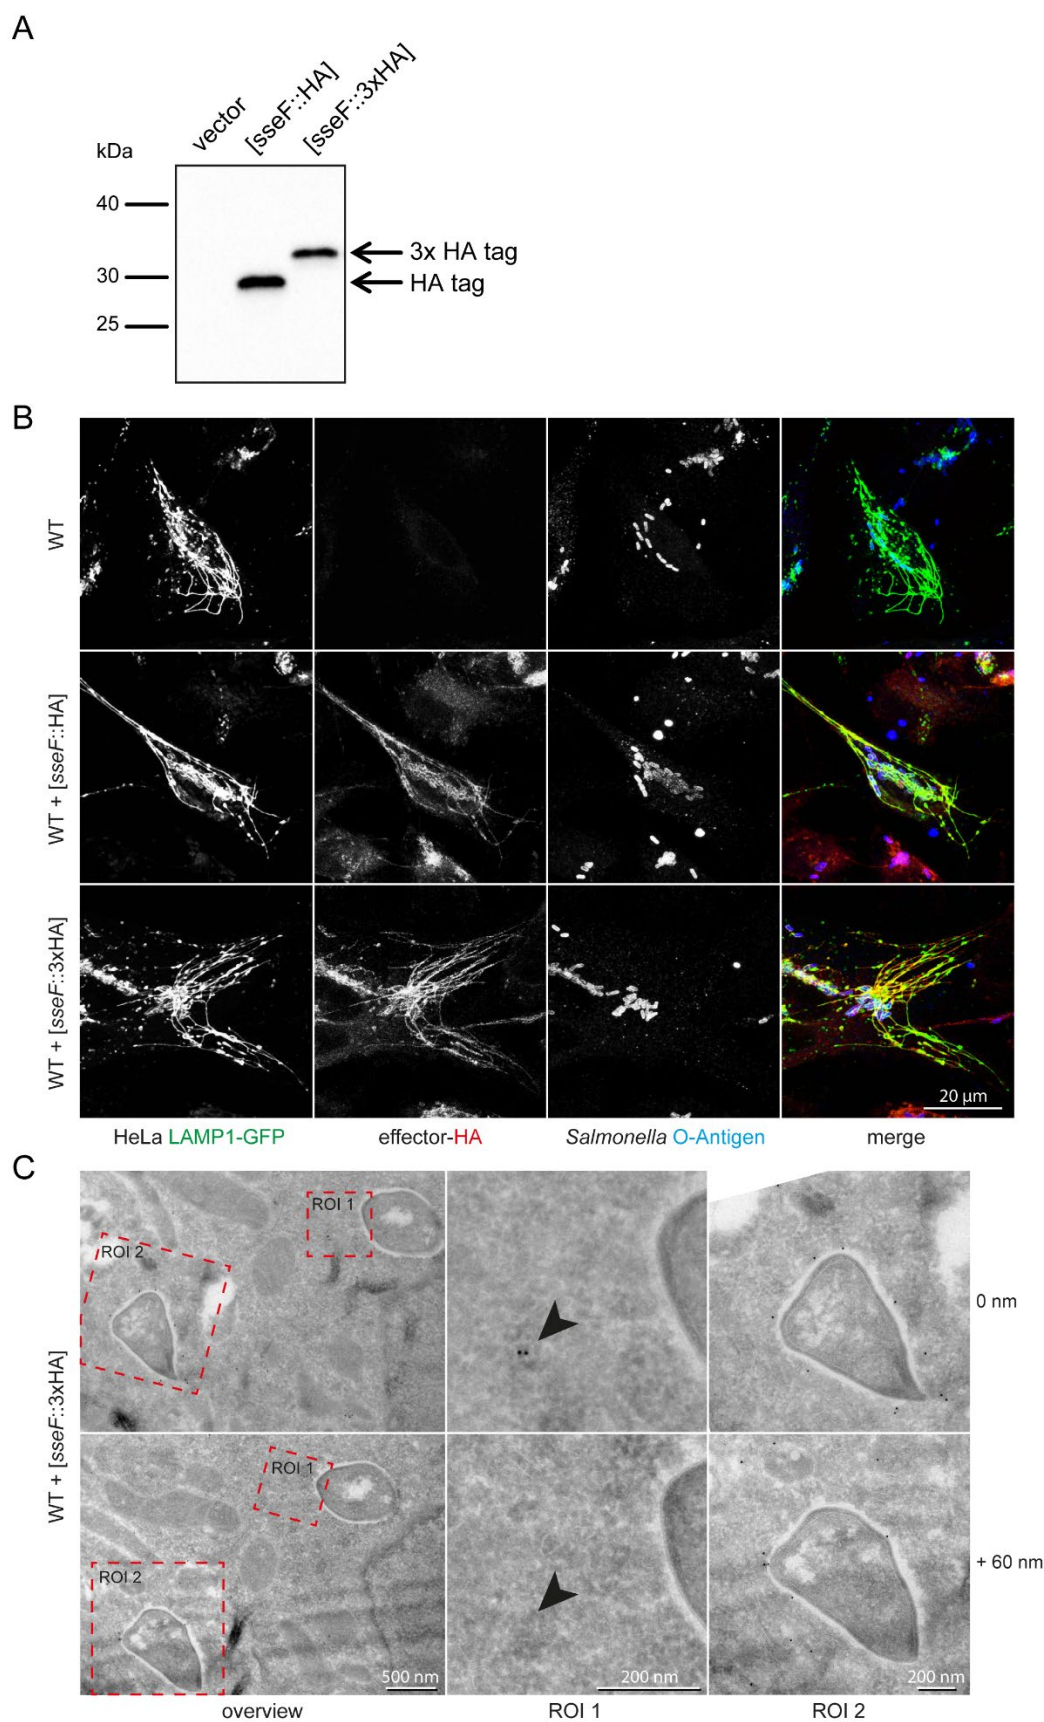 A
vector
[sseF::HA]
[sseF::3xHA]
kDa
40
30
25
3x HA tag
HA tag
B
WT
WT + [sseF::HA]
WT + [sseF::3xHA]
20 µm
HeLa LAMP1-GFP
effector-HA
Salmonella O-Antigen
merge
C
WT + [sseF::3xHA]
ROI 1
ROI 2
0 nm
ROI 1
ROI 2
+ 60 nm
500 nm
200 nm
200 nm
overview
ROI 1
ROI 2